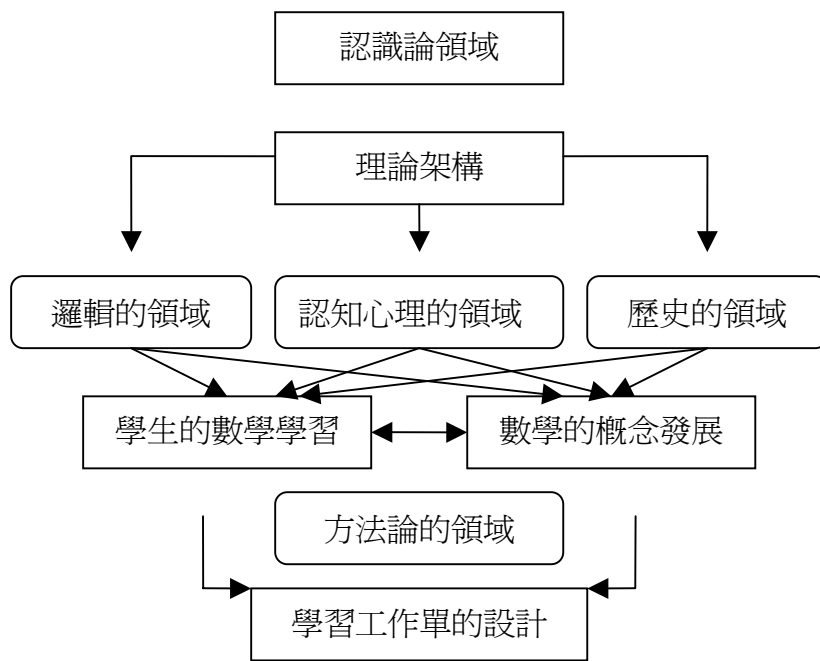 認識論領域
理論架構
邏輯的領域
認知心理的領域
歷史的領域
學生的數學學習
數學的概念發展
方法論的領域
學習工作單的設計